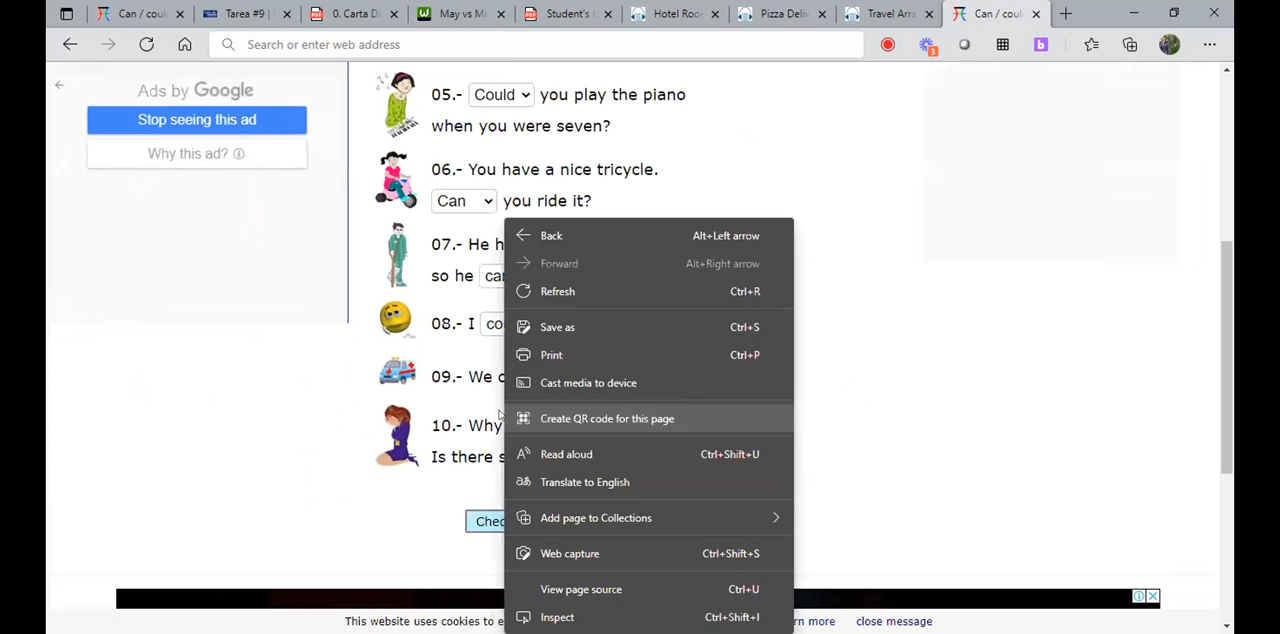 Can / coul
Tarea #9 |
0. Carta Di
May vs Mi
Student's b
Hotel Roo
Pizza Deliv
Travel Arra
Can / coul
Search or enter web address
3
b
Ads by Google
Stop seeing this ad
Why this ad?
05.- Could you play the piano
when you were seven?
06.- You have a nice tricycle.
Can you ride it?
07.- He h
so he can
08.- I cou
09.- We c
10.- Why
Is there s
Chec
Back Alt+Left arrow
Forward Alt+Right arrow
Refresh Ctrl+R
Save as Ctrl+S
Print Ctrl+P
Cast media to device
Create QR code for this page
Read aloud Ctrl+Shift+U
Translate to English
Add page to Collections
Web capture Ctrl+Shift+S
View page source Ctrl+U
Inspect Ctrl+Shift+I
This website uses cookies to e
rn more close message